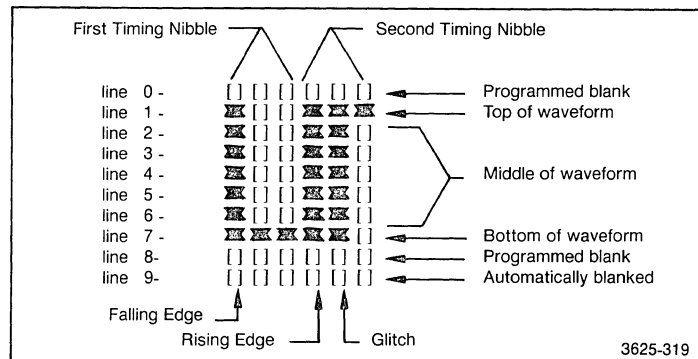 First Timing Nibble Second Timing Nibble
line 0 - [ ] [ ] [ ] [ ] [ ] [ ] Programmed blank
line 1 - [ ] [ ] Top of waveform
line 2 - [ ] [ ] [ ]
line 3 - [ ] [ ] [ ]
line 4 - [ ] [ ] [ ] Middle of waveform
line 5 - [ ] [ ] [ ]
line 6 - [ ] [ ] [ ]
line 7 - [ ] Bottom of waveform
line 8- [ ] [ ] [ ] [ ] [ ] [ ] Programmed blank
line 9- [ ] [ ] [ ] [ ] [ ] [ ] Automatically blanked
Falling Edge
Rising Edge Glitch
3625-319